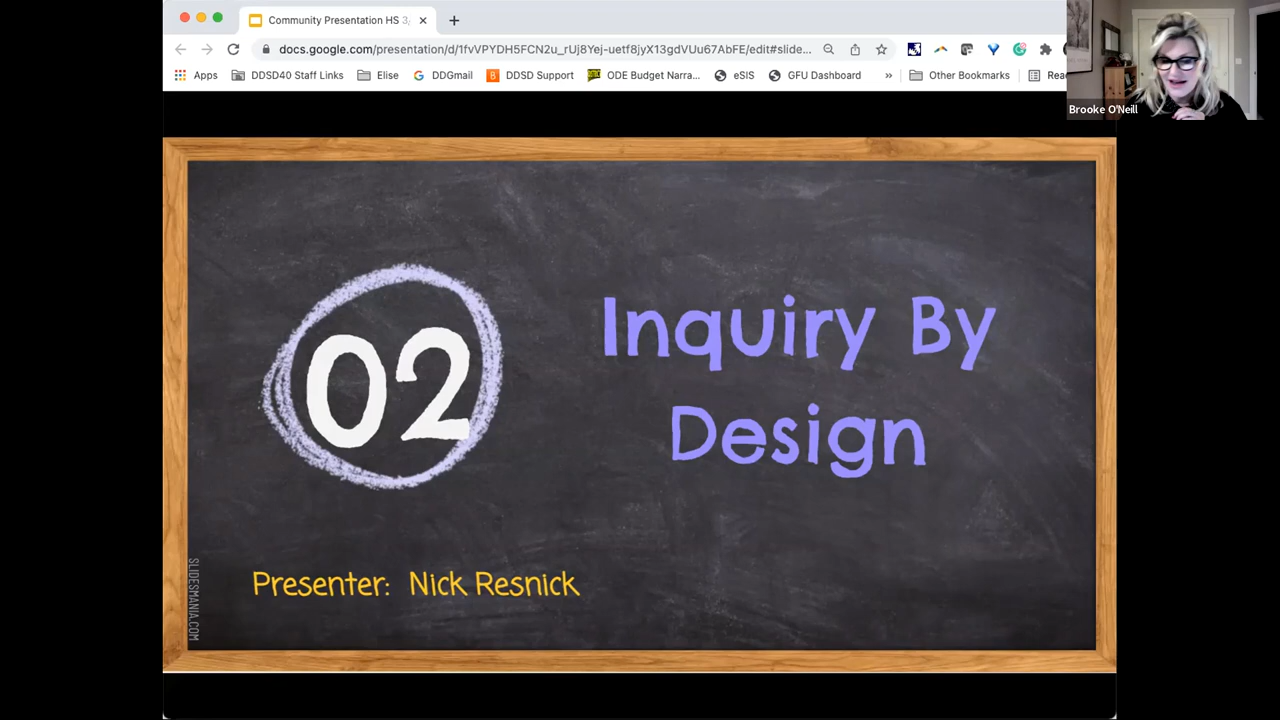 Community Presentation HS 3/
docs.google.com/presentation/d/1fvVPYDH5FCN2u_rUj8Yej-uetf8jyX13gdVUu67AbFE/edit#slide...
Apps
DDSD40 Staff Links
Elise
DDGmail
DDSD Support
ODE Budget Narra...
eSIS
GFU Dashboard
»
Other Bookmarks
Brooke O'Neill
02
Inquiry By
Design
Presenter: Nick Resnick
SLIDESMANIA.COM